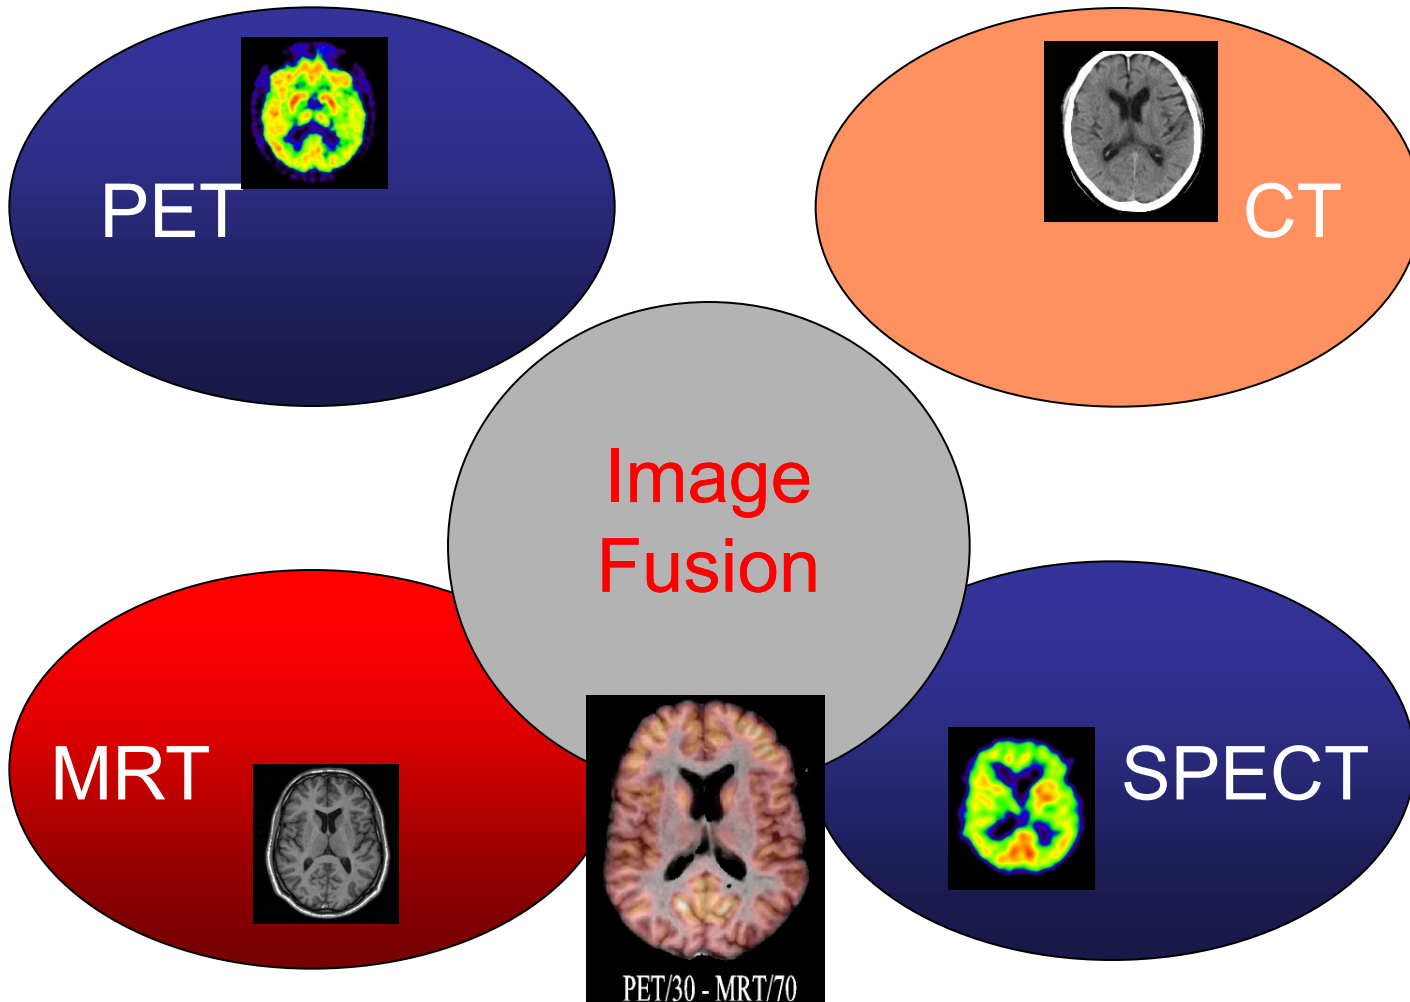 PET
CT
Image
Fusion
MRT
SPECT
PET/30 - MRT/70